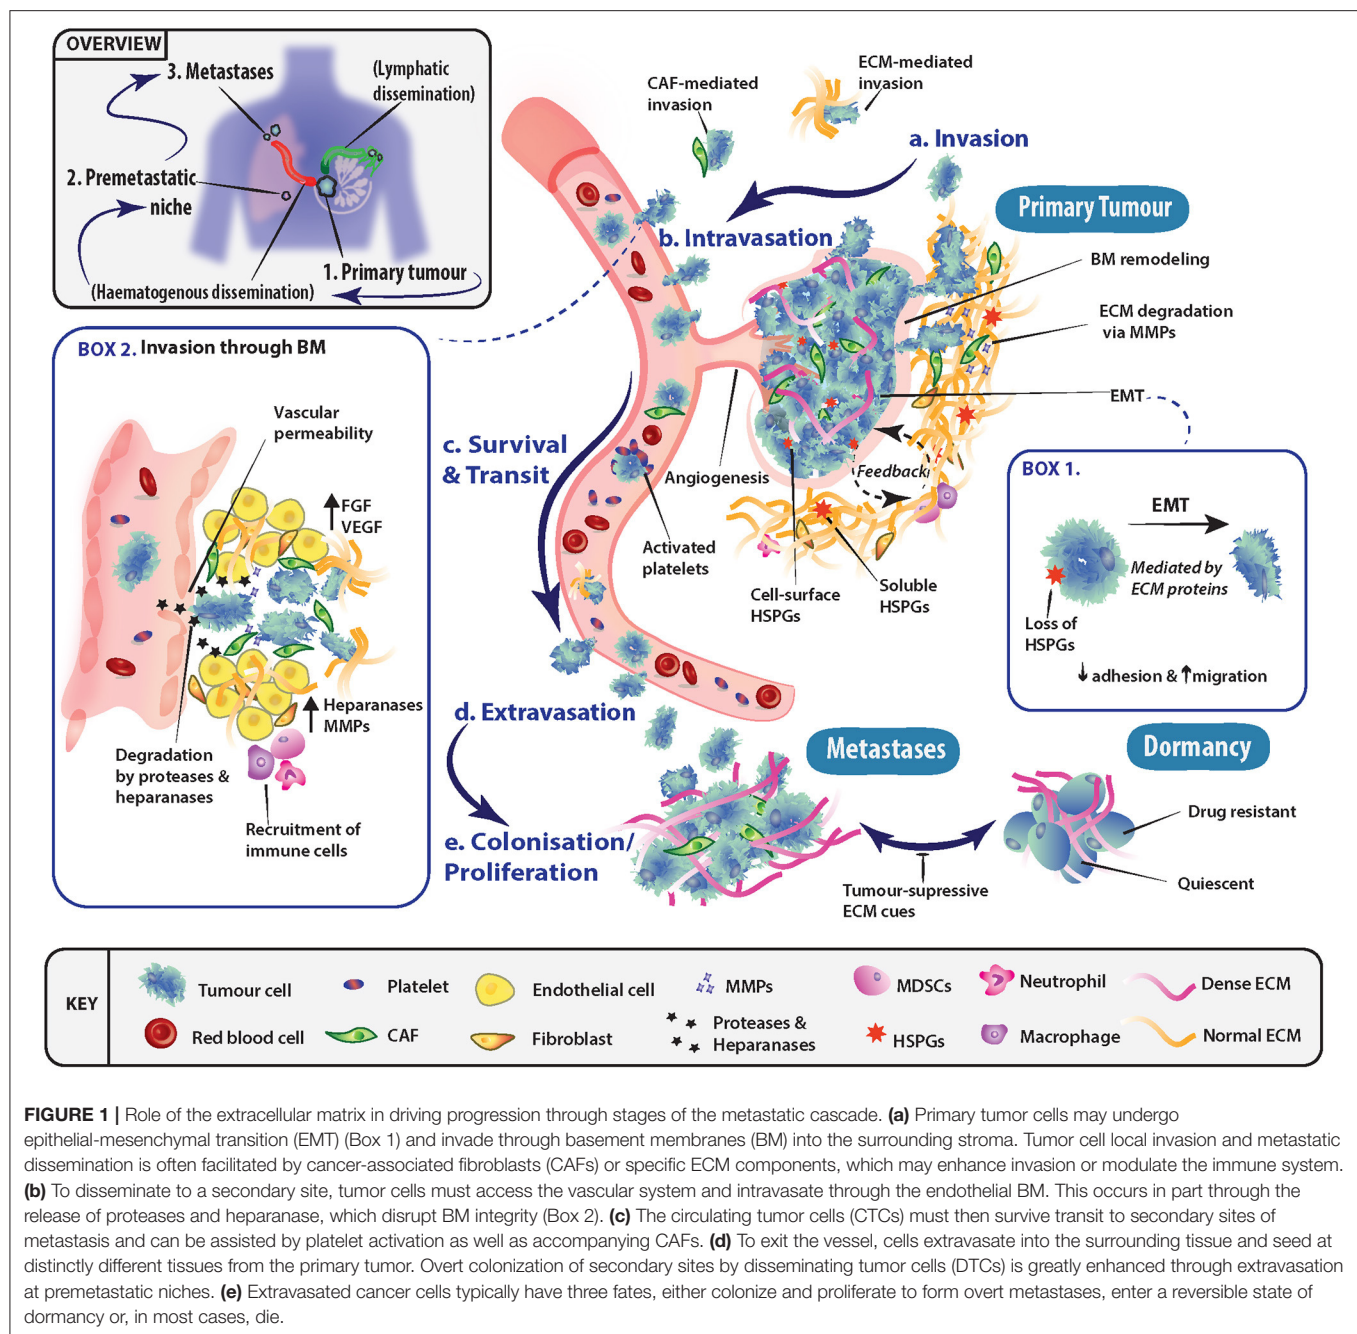 OVERVIEW
3. Metastases
(Lymphatic
dissemination)
2. Premetastatic
niche
1. Primary tumour
(Haematogenous dissemination)
CAF-mediated
invasion
ECM-mediated
invasion
a. Invasion
Primary Tumour
b. Intravasation
BM remodeling
ECM degradation
via MMPs
EMT
Feedback
Angiogenesis
c. Survival
& Transit
Activated
platelets
Cell-surface
HSPGs
Soluble
HSPGs
BOX 2. Invasion through BM
Vascular
permeability
FGF
VEGF
Heparanases
MMPs
Degradation
by proteases &
heparanases
Recruitment of
immune cells
BOX 1.
EMT
Mediated by
ECM proteins
Loss of
HSPGs
adhesion & migration
d. Extravasation
Metastases
Dormancy
e. Colonisation/
Proliferation
Drug resistant
Quiescent
Tumour-supressive
ECM cues
KEY
Tumour cell
Platelet
Endothelial cell
MMPs
MDSCs
Neutrophil
Dense ECM
Red blood cell
CAF
Fibroblast
Proteases &
Heparanases
HSPGs
Macrophage
Normal ECM
FIGURE 1 | Role of the extracellular matrix in driving progression through stages of the metastatic cascade. (a) Primary tumor cells may undergo
epithelial-mesenchymal transition (EMT) (Box 1) and invade through basement membranes (BM) into the surrounding stroma. Tumor cell local invasion and metastatic
dissemination is often facilitated by cancer-associated fibroblasts (CAFs) or specific ECM components, which may enhance invasion or modulate the immune system.
(b) To disseminate to a secondary site, tumor cells must access the vascular system and intravasate through the endothelial BM. This occurs in part through the
release of proteases and heparanase, which disrupt BM integrity (Box 2). (c) The circulating tumor cells (CTCs) must then survive transit to secondary sites of
metastasis and can be assisted by platelet activation as well as accompanying CAFs. (d) To exit the vessel, cells extravasate into the surrounding tissue and seed at
distinctly different tissues from the primary tumor. Overt colonization of secondary sites by disseminating tumor cells (DTCs) is greatly enhanced through extravasation
at premetastatic niches. (e) Extravasated cancer cells typically have three fates, either colonize and proliferate to form overt metastases, enter a reversible state of
dormancy or, in most cases, die.